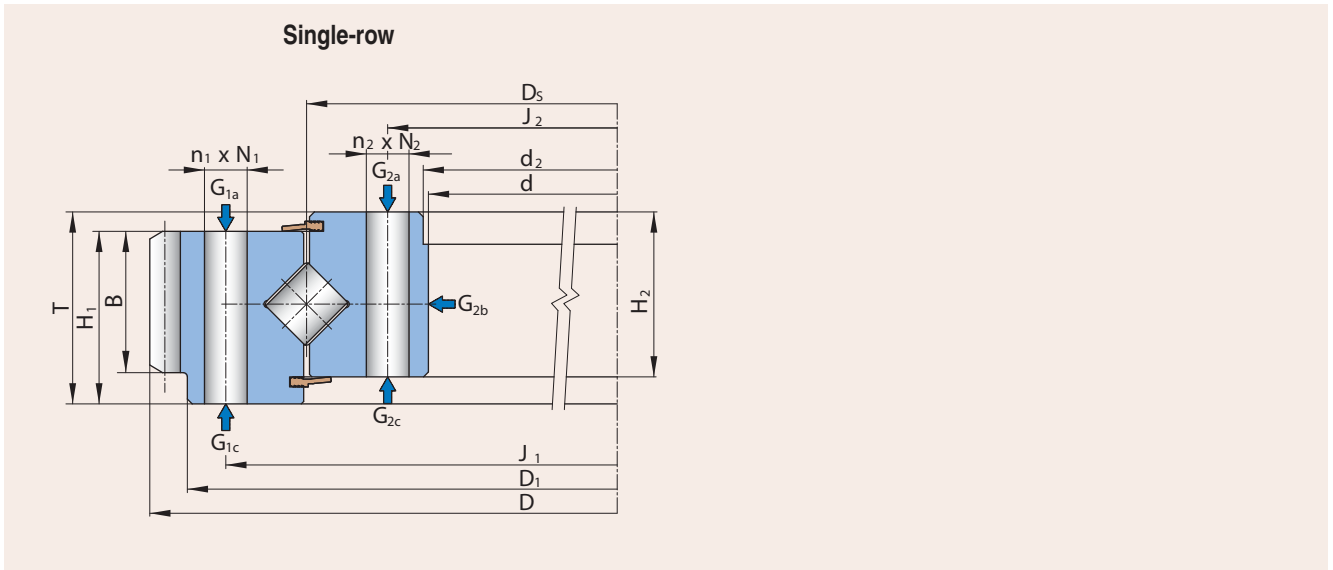 Single-row
Ds
J2
n1 x N1
n2 x N2
d2
G1a
G2a
d
T
H1
B
G2b
H2
G2c
G1c
J1
D1
D